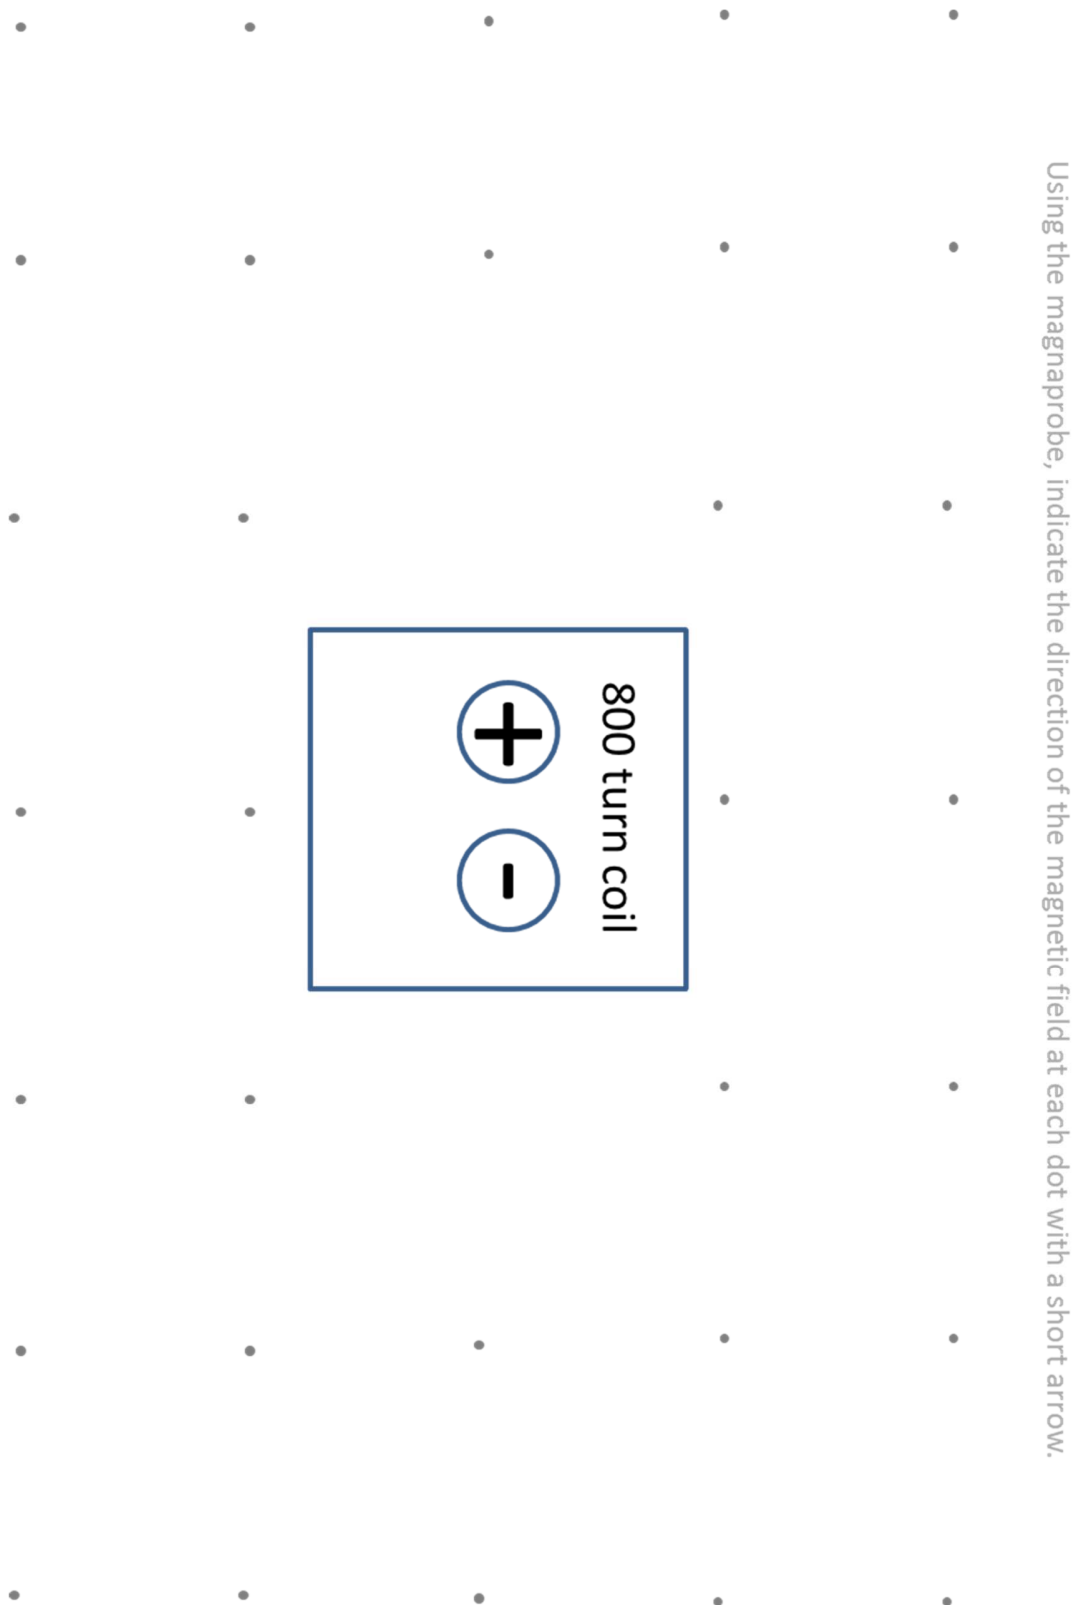 Using the magnaprobe, indicate the direction of the magnetic field at each dot with a short arrow.
800 turn coil
+ -